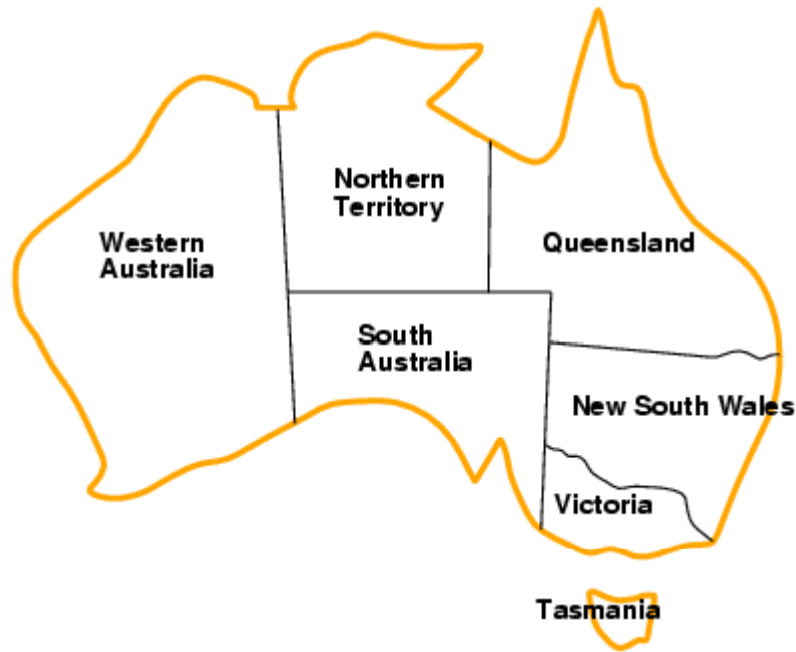 Northern
Territory
Western
Australia
Queensland
South
Australia
New South Wales
Victoria
Tasmania